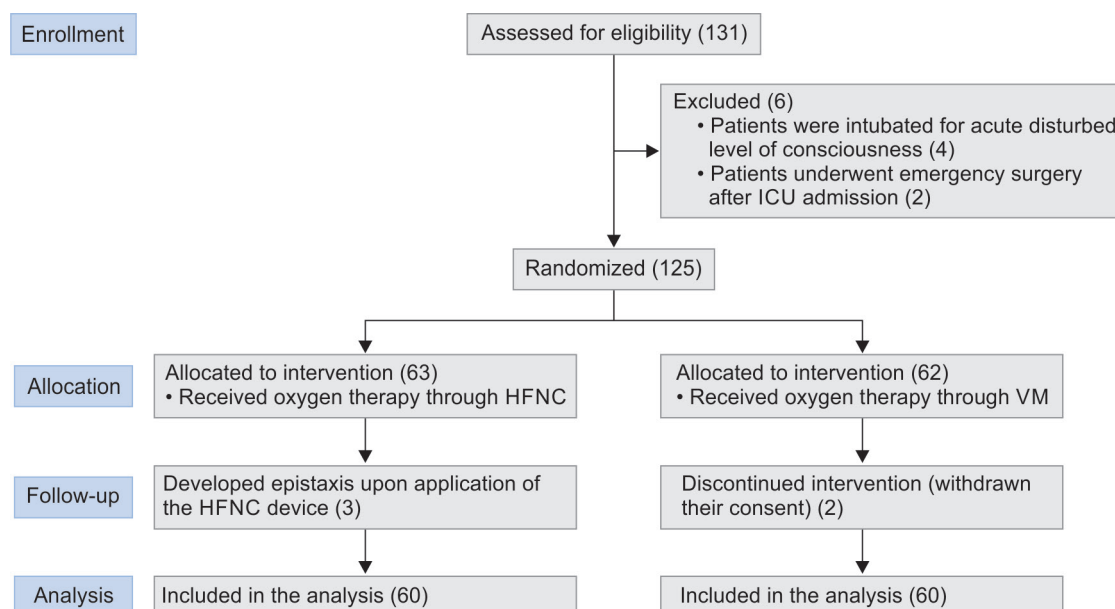 Enrollment
Assessed for eligibility (131)
Excluded (6)
• Patients were intubated for acute disturbed
level of consciousness (4)
• Patients underwent emergency surgery
after ICU admission (2)
Randomized (125)
Allocation
Allocated to intervention (63)
• Received oxygen therapy through HFNC
Allocated to intervention (62)
• Received oxygen therapy through VM
Follow-up
Developed epistaxis upon application of
the HFNC device (3)
Discontinued intervention (withdrawn
their consent) (2)
Analysis
Included in the analysis (60)
Included in the analysis (60)